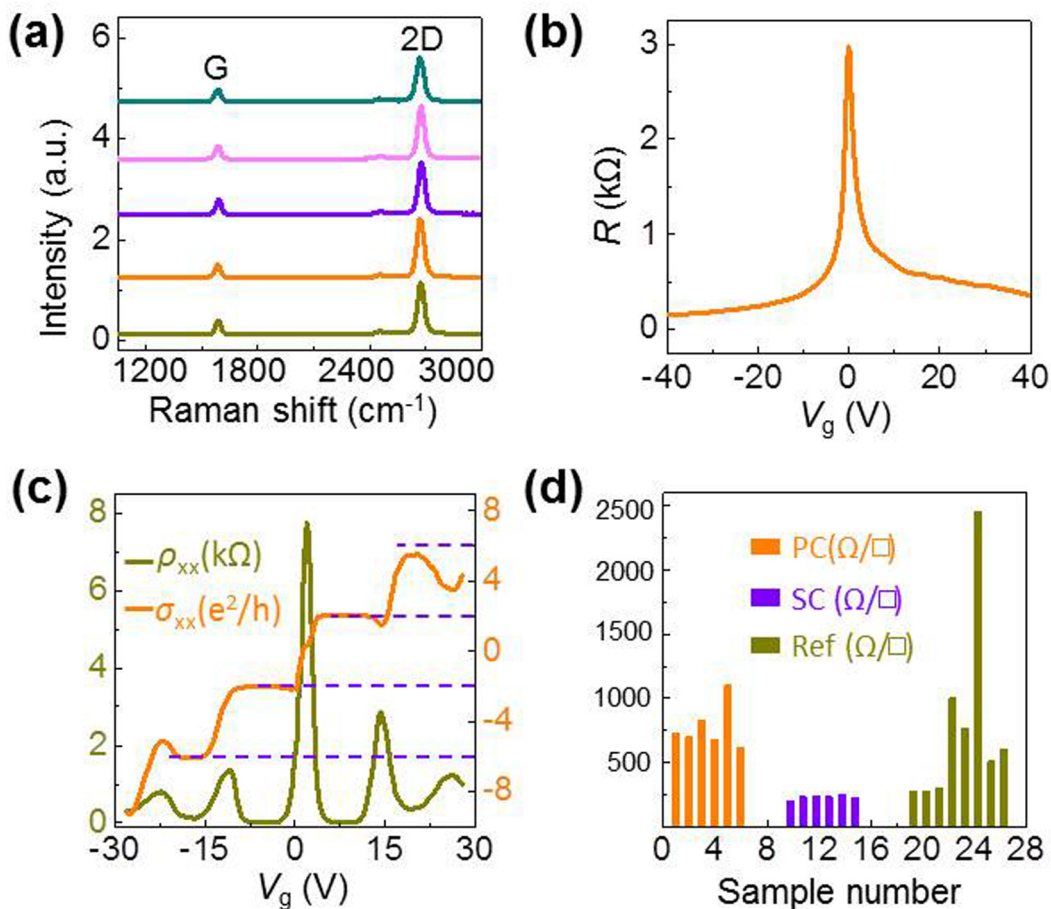 (a)
6
4
2
0
Intensity (a.u.)
G
2D
1200 1800 2400 3000
Raman shift (cm⁻¹)
(b)
3
2
1
0
R (kΩ)
-40 -20 0 20 40
Vg (V)
(c)
8
6
4
2
0
ρxx(kΩ)
σxx(e²/h)
8
4
0
-4
-8
-30 -15 0 15 30
Vg (V)
(d)
2500
2000
1500
1000
500
PC(Ω/□)
SC (Ω/□)
Ref (Ω/□)
0 4 8 12 16 20 24 28
Sample number